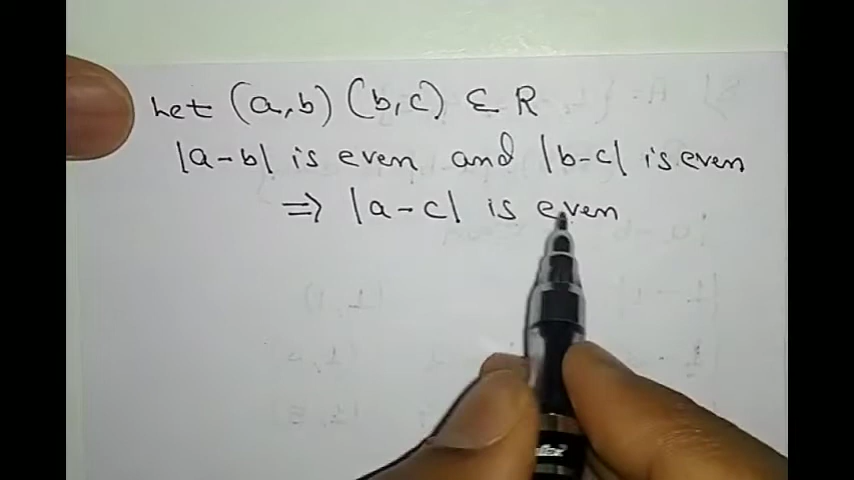 Let (a,b) (b,c) ∈ R
|a-b| is even and |b-c| is even
⇒ |a-c| is even